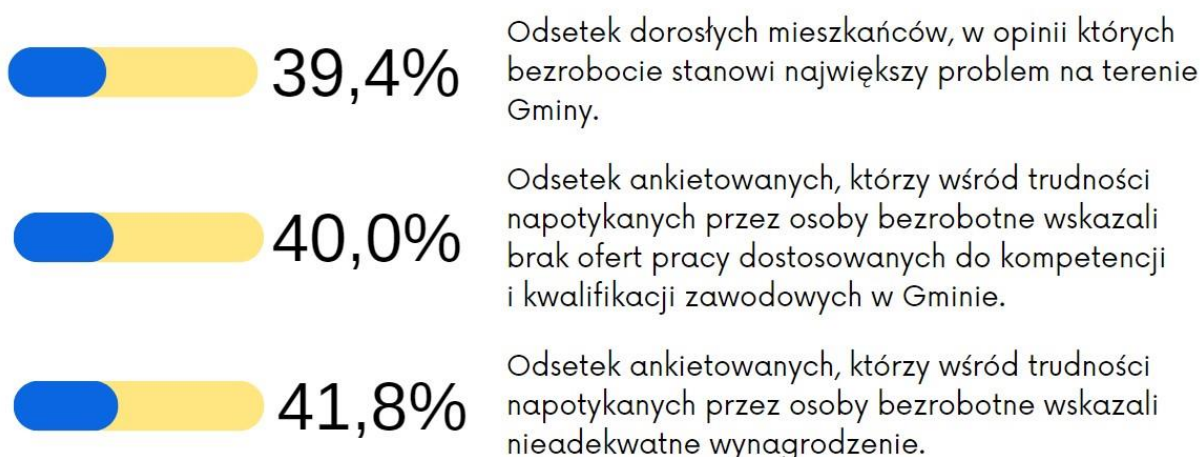 39,4%
Odsetek dorosłych mieszkańców, w opinii których
bezrobocie stanowi największy problem na terenie
Gminy.
40,0%
Odsetek ankietowanych, którzy wśród trudności
napotykanych przez osoby bezrobotne wskazali
brak ofert pracy dostosowanych do kompetencji
i kwalifikacji zawodowych w Gminie.
41,8%
Odsetek ankietowanych, którzy wśród trudności
napotykanych przez osoby bezrobotne wskazali
nieadekwatne wynagrodzenie.